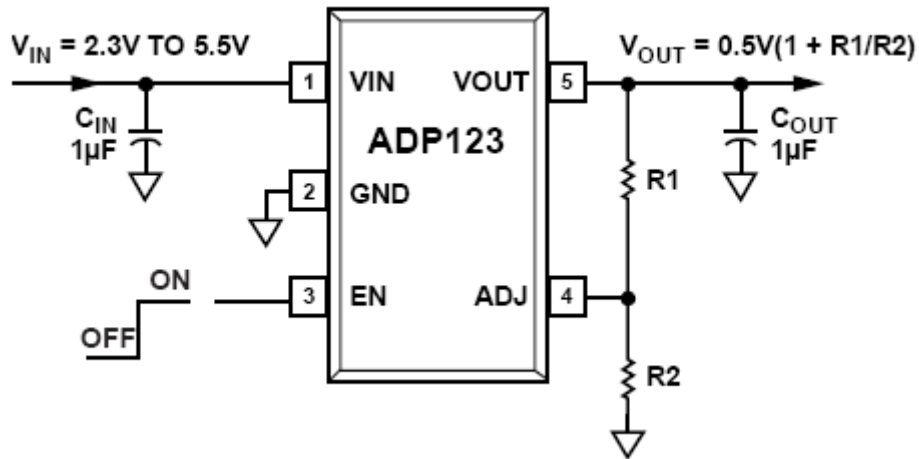 V_IN = 2.3V TO 5.5V
V_OUT = 0.5V(1 + R1/R2)
1
VIN
VOUT
5
C_IN
1µF
C_OUT
1µF
ADP123
2
GND
R1
ON
OFF
3
EN
ADJ
4
R2